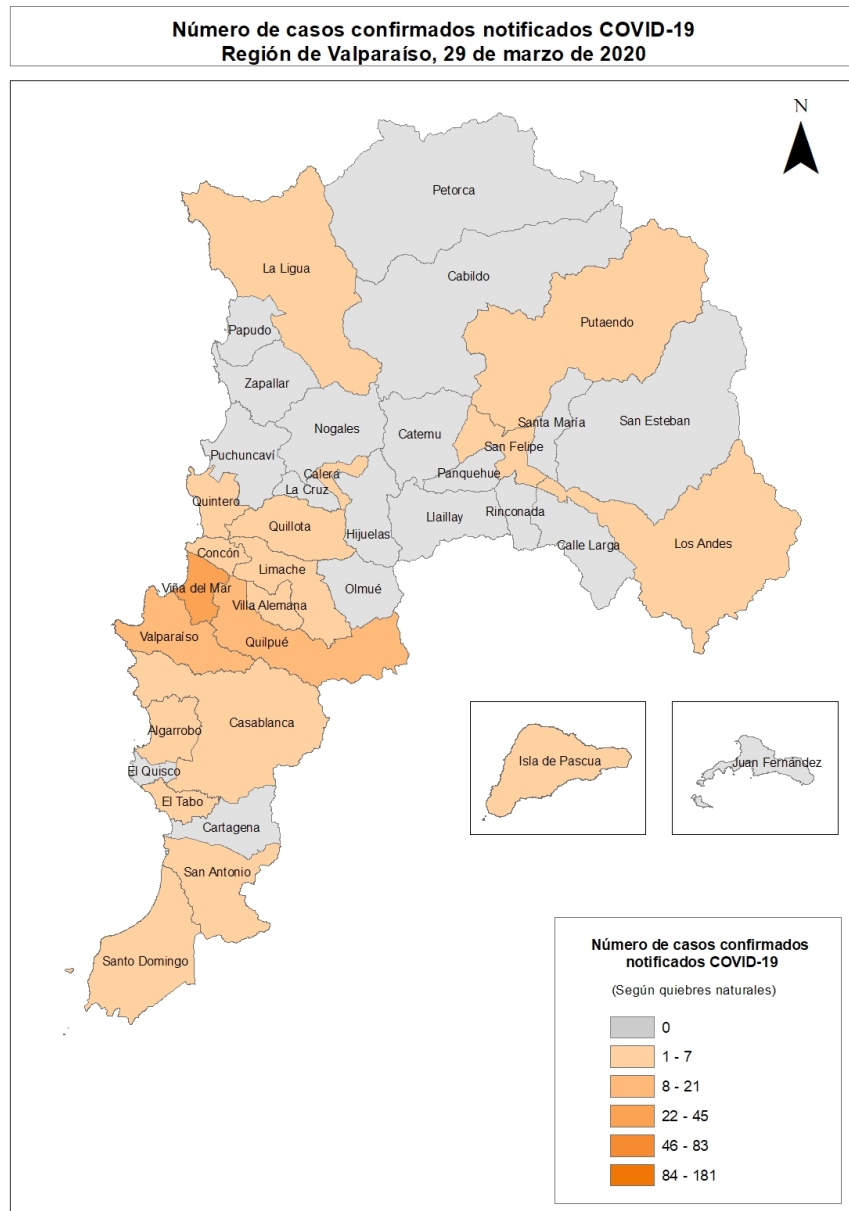 Número de casos confirmados notificados COVID-19
Región de Valparaíso, 29 de marzo de 2020
N
Petorca
La Ligua
Cabildo
Putaendo
Papudo
Zapallar
San Esteban
Santa María
Nogales
Catemu
San Felipe
Puchuncaví
Calera
Panquehue
La Cruz
Quintero
Rinconada
Llaillay
Quillota
Hijuelas
Los Andes
Calle Larga
Concón
Limache
Olmué
Viña del Mar
Villa Alemana
Valparaíso
Quilpué
Casablanca
Algarrobo
Isla de Pascua
Juan Fernández
El Quisco
El Tabo
Cartagena
San Antonio
Santo Domingo
Número de casos confirmados
notificados COVID-19
(Según quiebres naturales)
0
1 - 7
8 - 21
22 - 45
46 - 83
84 - 181